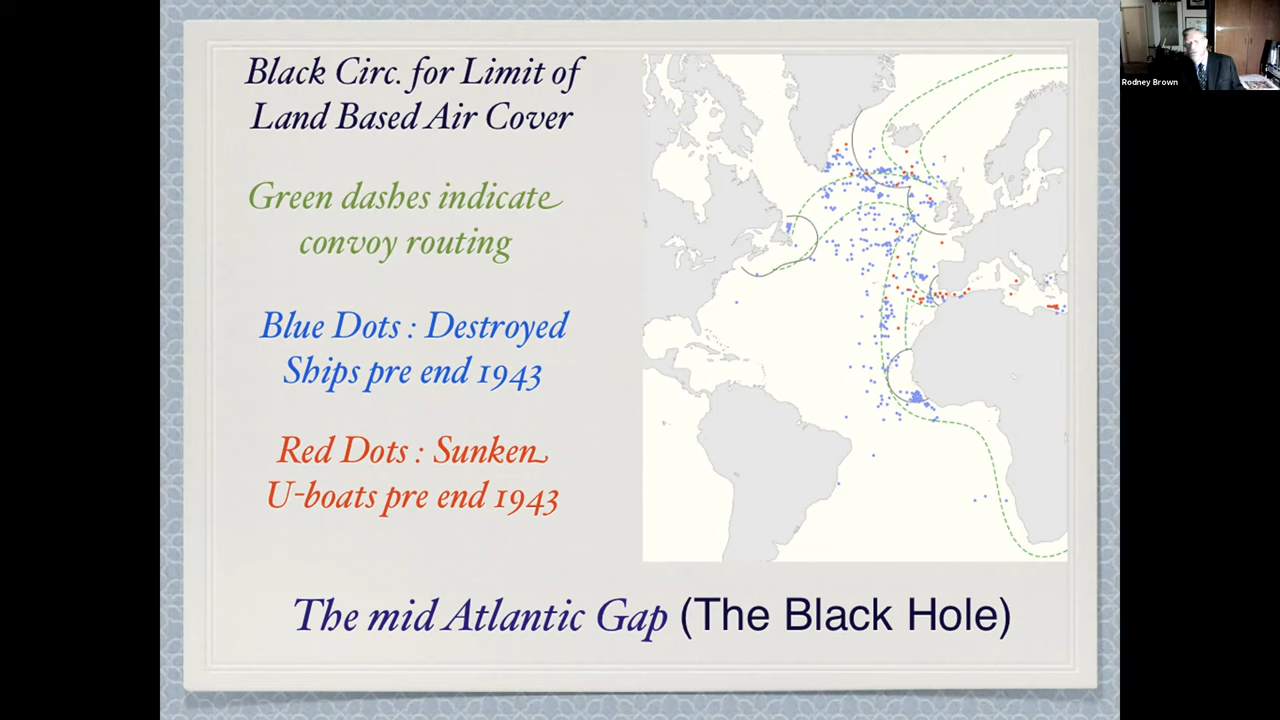 Black Circ. for Limit of
Land Based Air Cover
Green dashes indicate
convoy routing
Blue Dots : Destroyed
Ships pre end 1943
Red Dots : Sunken
U-boats pre end 1943
The mid Atlantic Gap (The Black Hole)
Rodney Brown